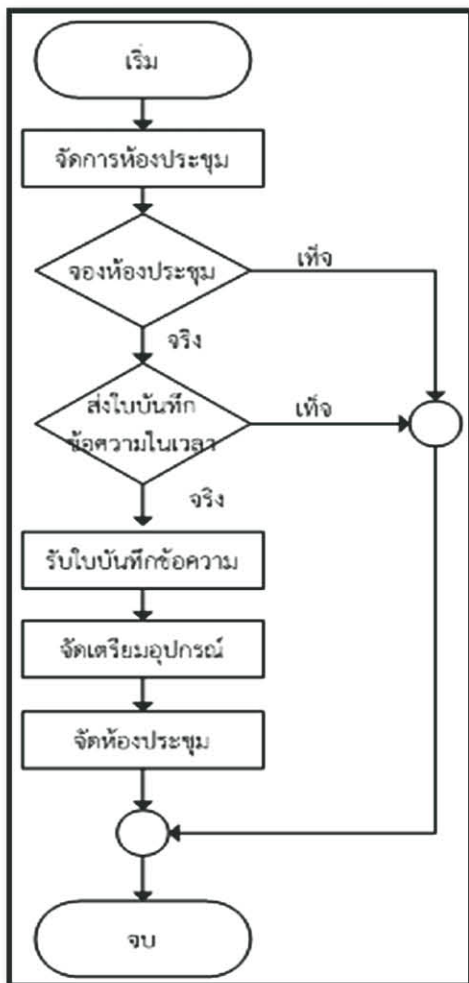 เริ่ม
จัดการห้องประชุม
จองห้องประชุม
เท็จ
จริง
ส่งใบบันทึก
ข้อความในเวลา
เท็จ
จริง
รับใบบันทึกข้อความ
จัดเตรียมอุปกรณ์
จัดห้องประชุม
จบ